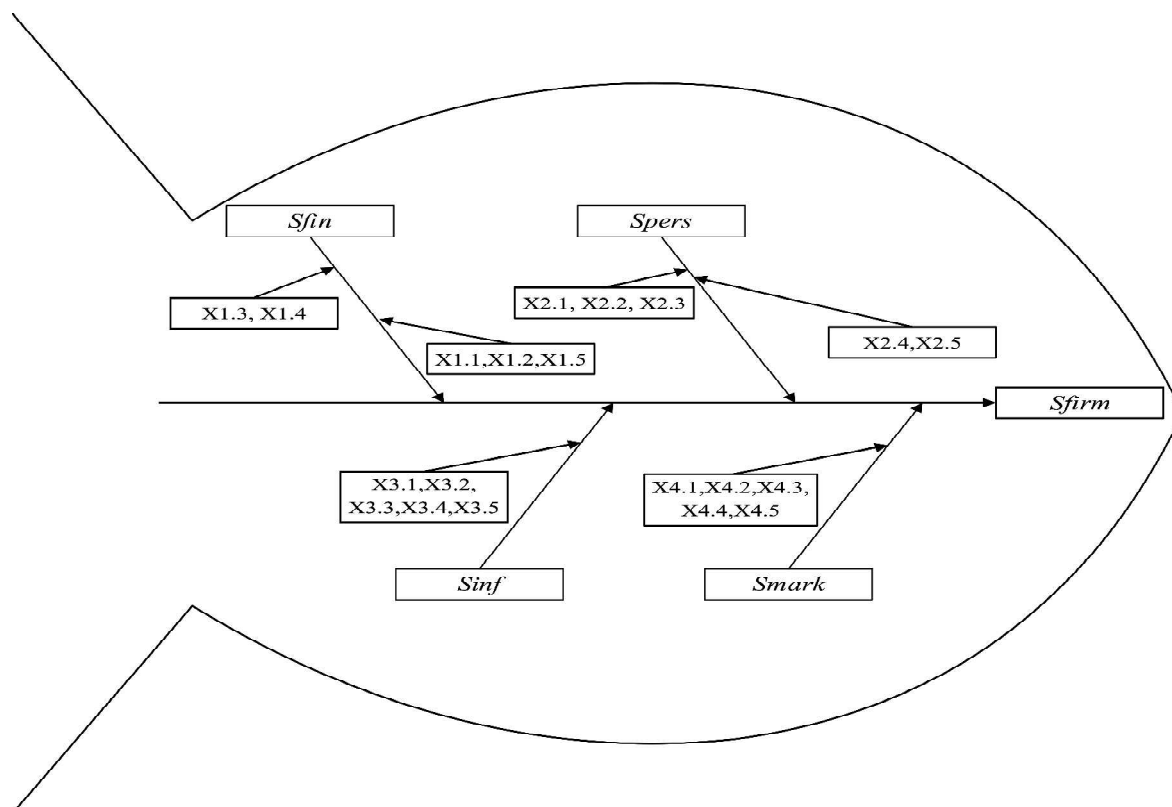 Sfin
Spers
X1.3, X1.4
X2.1, X2.2, X2.3
X2.4,X2.5
X1.1,X1.2,X1.5
Sfirm
X3.1,X3.2,
X3.3,X3.4,X3.5
X4.1,X4.2,X4.3,
X4.4,X4.5
Sinf
Smark